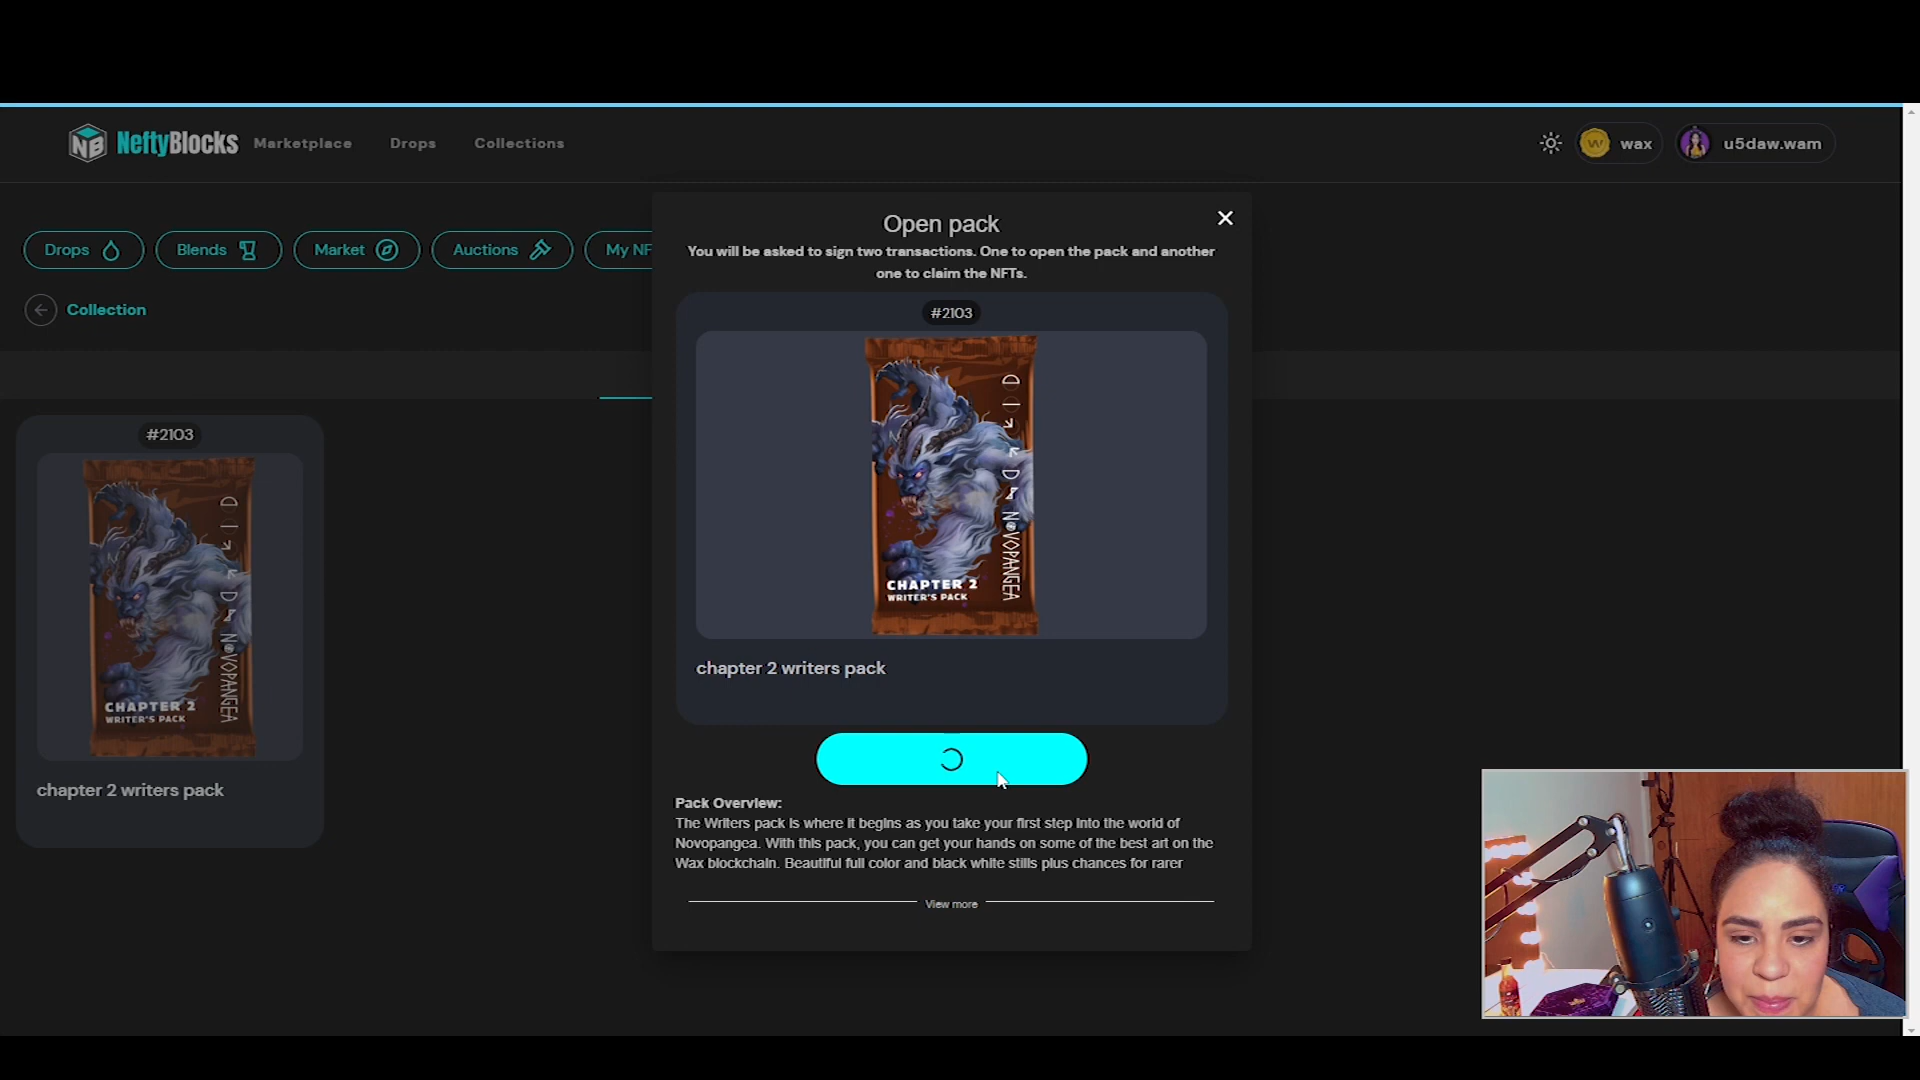 NB NeftyBlocks Marketplace Drops Collections wax u5daw.wam
Open pack
You will be asked to sign two transactions. One to open the pack and another
one to claim the NFTs.
Drops Blends Market Auctions My NF
Collection
#2103
CHAPTER 2
WRITER'S PACK
NOVOPANGEA
chapter 2 writers pack
#2103
CHAPTER 2
WRITER'S PACK
NOVOPANGEA
chapter 2 writers pack
Pack Overview:
The Writers pack is where it begins as you take your first step into the world of
Novopangea. With this pack, you can get your hands on some of the best art on the
Wax blockchain. Beautiful full color and black white stills plus chances for rarer
View more